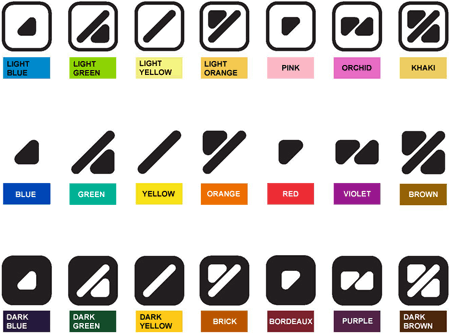 LIGHT
BLUE
LIGHT
GREEN
LIGHT
YELLOW
LIGHT
ORANGE
PINK
ORCHID
KHAKI
BLUE
GREEN
YELLOW
ORANGE
RED
VIOLET
BROWN
DARK
BLUE
DARK
GREEN
DARK
YELLOW
BRICK
BORDEAUX
PURPLE
DARK
BROWN